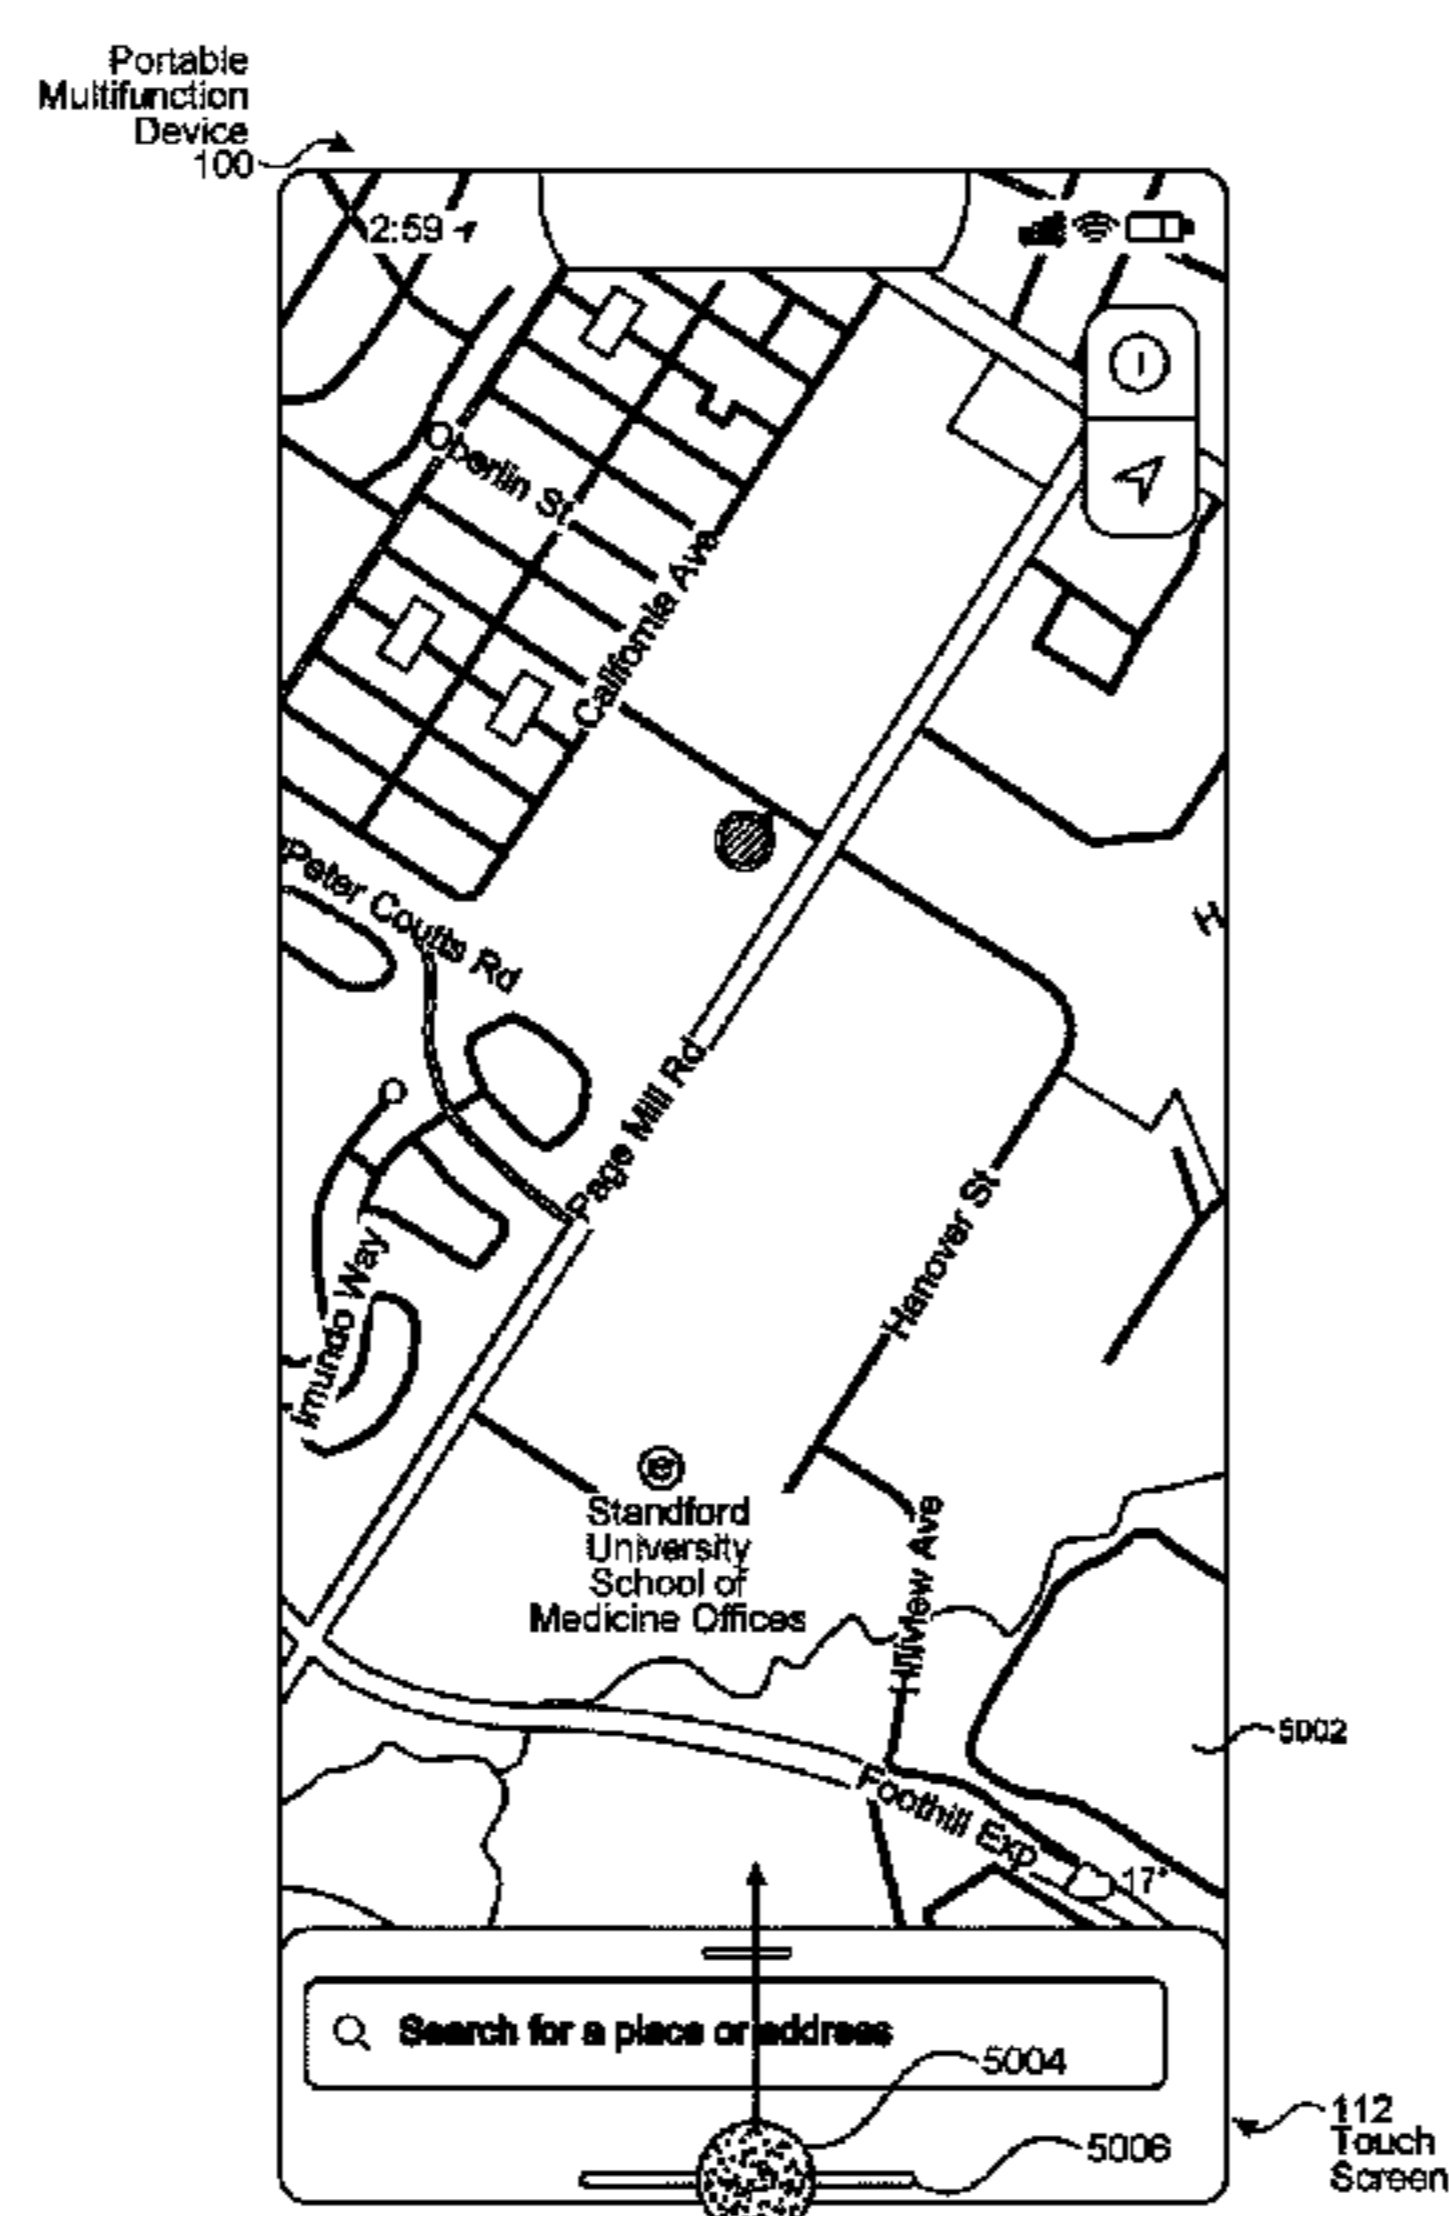 Portable
Multifunction
Device
100
2:59
Oberlin St
California Ave
Peter Coutts Rd
H
Page Mill Rd
Imundo Way
Hanover St
Standford
University
School of
Medicine Offices
Hillview Ave
5002
Foothill Exp
17°
Search for a place or address
5004
5006
112
Touch
Screen